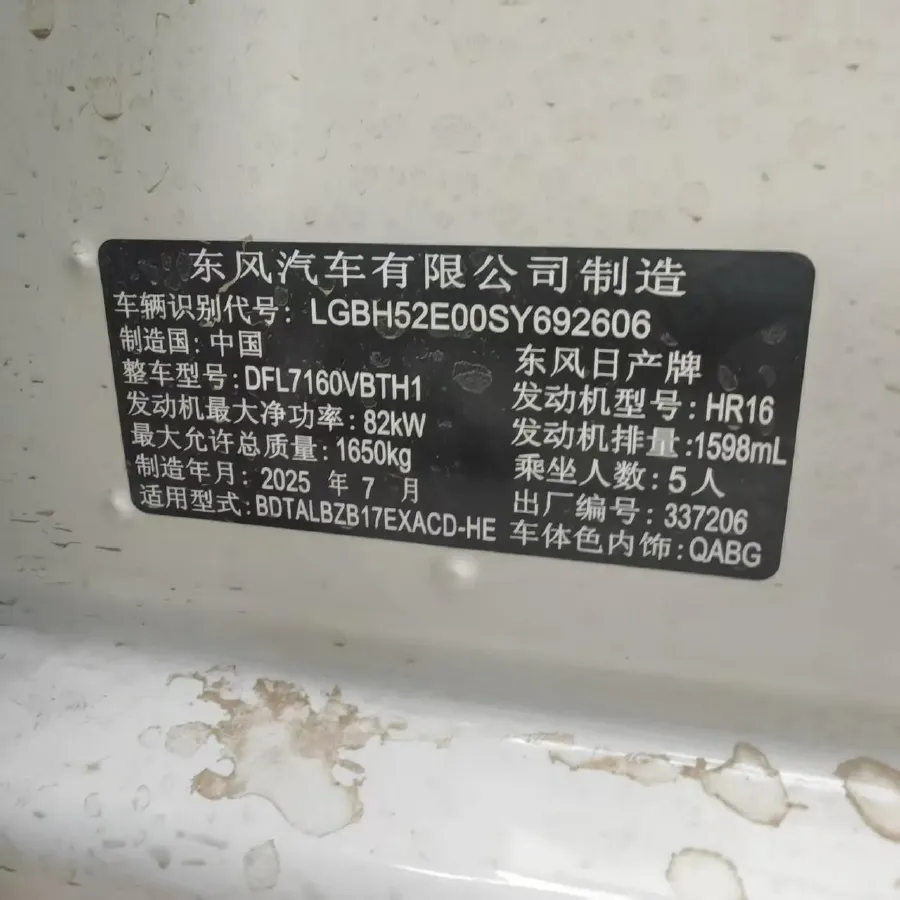 东风汽车有限公司制造
车辆识别代号: LGBH52E00SY692606
制造国: 中国
东风日产牌
整车型号: DFL7160VBTH1
发动机型号: HR16
发动机最大净功率: 82kW
发动机排量: 1598mL
最大允许总质量: 1650kg
乘坐人数: 5人
制造年月: 2025 年 7 月
出厂编号: 337206
适用型式: BDTALBZB17EXACD-HE
车体色内饰: QABG